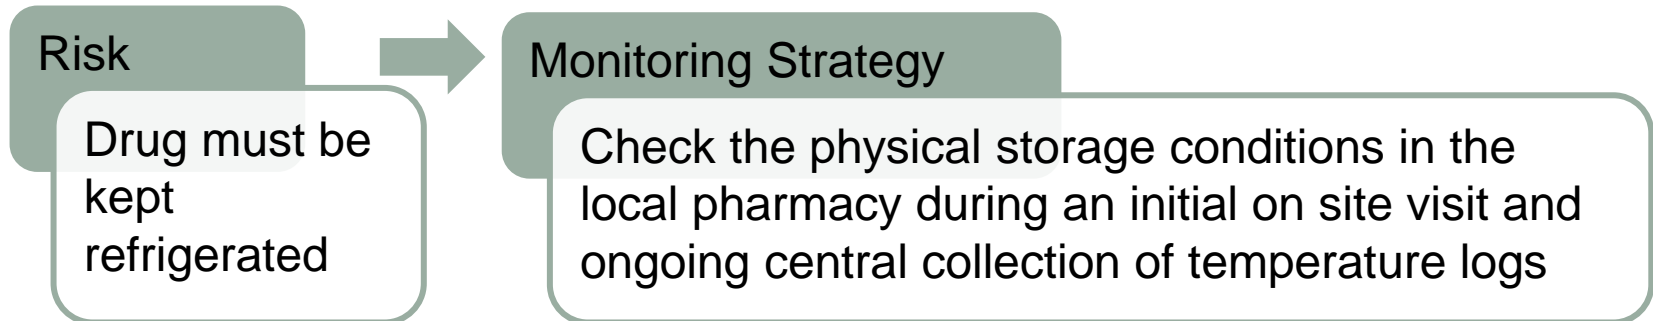 Risk
Drug must be
kept
refrigerated
Monitoring Strategy
Check the physical storage conditions in the
local pharmacy during an initial on site visit and
ongoing central collection of temperature logs